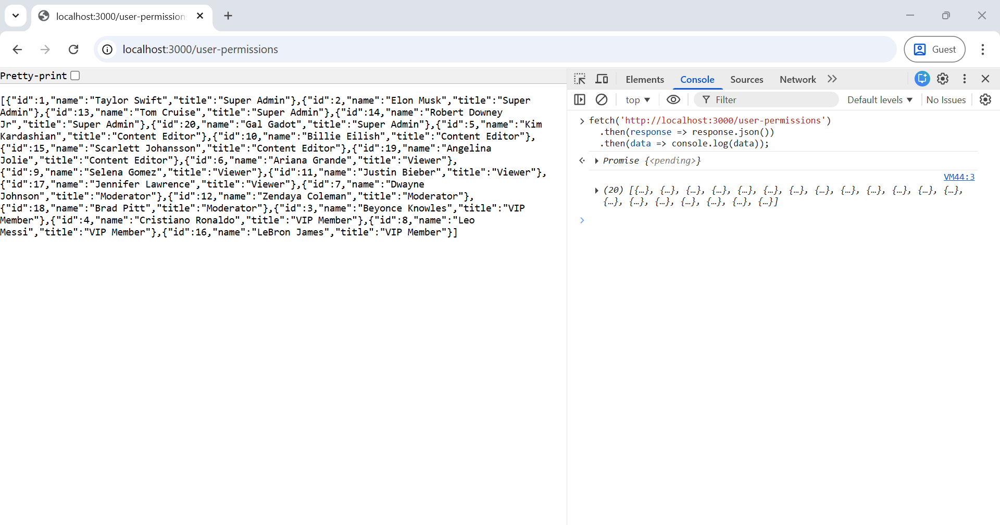 localhost:3000/user-permission
localhost:3000/user-permissions
Guest
Pretty-print
[{"id":1,"name":"Taylor Swift","title":"Super Admin"},{"id":2,"name":"Elon Musk","title":"Super
Admin"},{"id":13,"name":"Tom Cruise","title":"Super Admin"},{"id":14,"name":"Robert Downey
Jr","title":"Super Admin"},{"id":20,"name":"Gal Gadot","title":"Super Admin"},{"id":5,"name":"Kim
Kardashian","title":"Content Editor"},{"id":10,"name":"Billie Eilish","title":"Content Editor"},
{"id":15,"name":"Scarlett Johansson","title":"Content Editor"},{"id":19,"name":"Angelina
Jolie","title":"Content Editor"},{"id":6,"name":"Ariana Grande","title":"Viewer"},
{"id":9,"name":"Selena Gomez","title":"Viewer"},{"id":11,"name":"Justin Bieber","title":"Viewer"},
{"id":17,"name":"Jennifer Lawrence","title":"Viewer"},{"id":7,"name":"Dwayne
Johnson","title":"Moderator"},{"id":12,"name":"Zendaya Coleman","title":"Moderator"},
{"id":18,"name":"Brad Pitt","title":"Moderator"},{"id":3,"name":"Beyonce Knowles","title":"VIP
Member"},{"id":4,"name":"Cristiano Ronaldo","title":"VIP Member"},{"id":8,"name":"Leo
Messi","title":"VIP Member"},{"id":16,"name":"LeBron James","title":"VIP Member"}]
Elements Console Sources Network
top Filter Default levels No Issues
fetch('http://localhost:3000/user-permissions')
.then(response => response.json())
.then(data => console.log(data));
Promise {<pending>}
VM44:3
(20) [{…}, {…}, {…}, {…}, {…}, {…}, {…}, {…}, {…}, {…}, {…}, {…}, {…},
{…}, {…}, {…}, {…}, {…}, {…}, {…}]